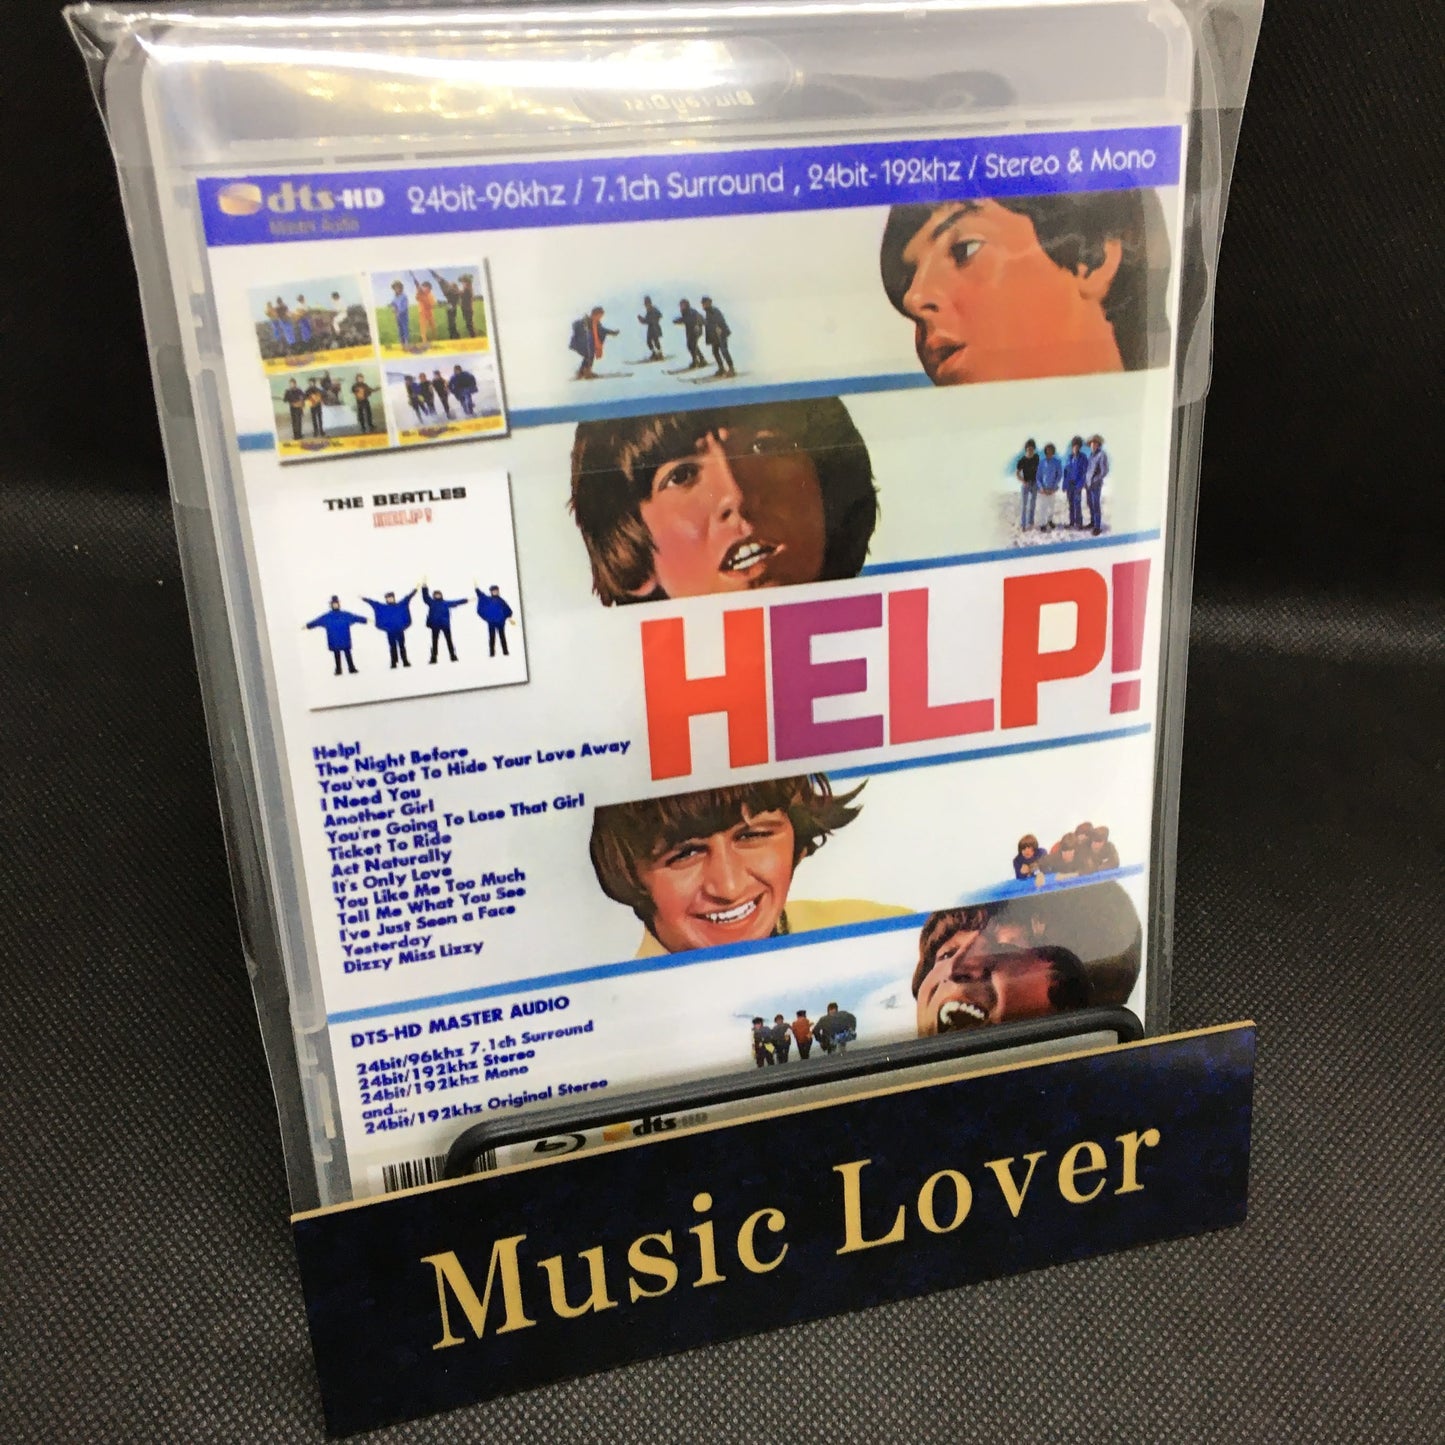 Blu-ray Disc
dts-HD 24bit-96khz / 7.1ch Surround , 24bit-192khz / Stereo & Mono
Master Audio
THE BEATLES
HELP!
HELP!
Help!
The Night Before
You've Got To Hide Your Love Away
I Need You
Another Girl
You're Going To Lose That Girl
Ticket To Ride
Act Naturally
It's Only Love
You Like Me Too Much
Tell Me What You See
I've Just Seen a Face
Yesterday
Dizzy Miss Lizzy
DTS-HD MASTER AUDIO
24bit/96khz 7.1ch Surround
24bit/192khz Stereo
24bit/192khz Mono
and...
24bit/192khz Original Stereo
dts-HD
Music Lover